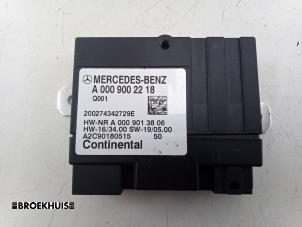 MERCEDES-BENZ
A 000 900 22 18
Q001
200274342729E
HW-NR A 000 901 38 06
HW-16/34.00 SW-19/05.00
A2C90180515 50
Continental
BROEKHUIS